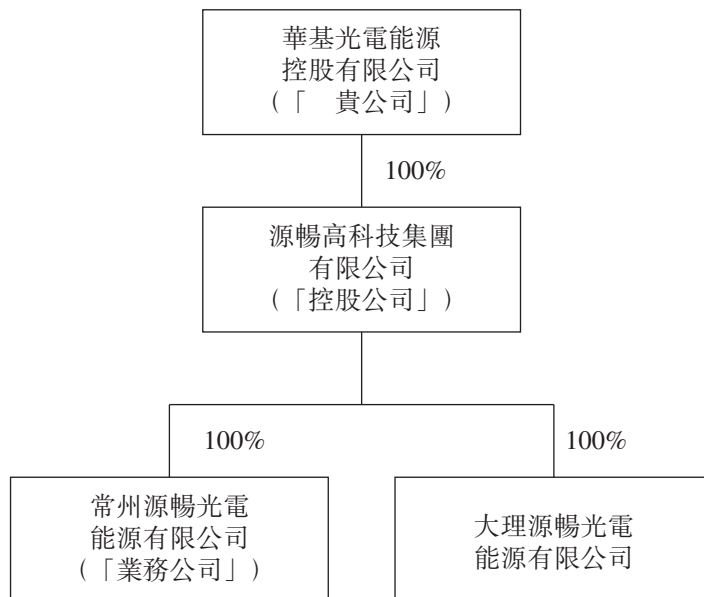 華基光電能源
控股有限公司
(「　貴公司」)
100%
源暢高科技集團
有限公司
(「控股公司」)
100%
100%
常州源暢光電
能源有限公司
(「業務公司」)
大理源暢光電
能源有限公司